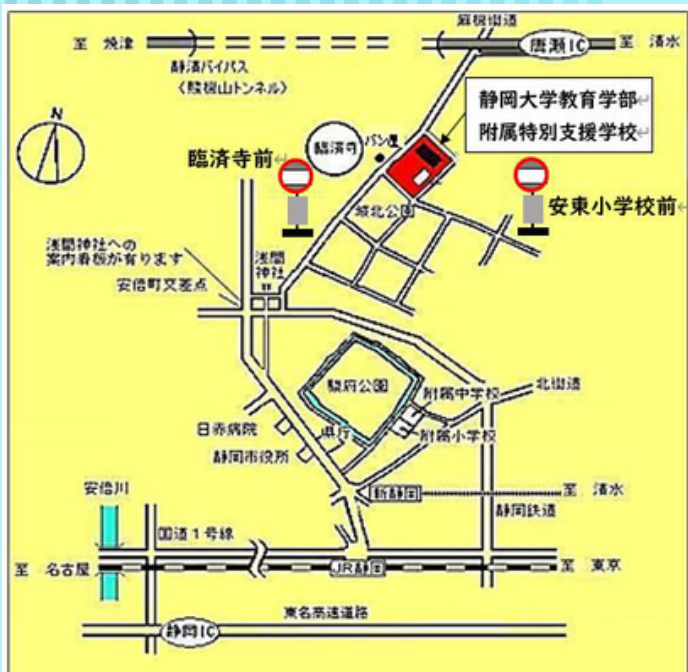 麻機街道
至 焼津
唐瀬IC
至 清水
静清バイパス
(賤機山トンネル)
静岡大学教育学部
附属特別支援学校
N
臨済寺前
臨済寺
パン屋
安東小学校前
城北公園
浅間神社への
案内看板が有ります
浅間
神社
安倍町交差点
駿府公園
附属中学校
北街道
日赤病院
県庁
附属小学校
静岡市役所
安倍川
新静岡
至 清水
静岡鉄道
国道1号線
至 名古屋
JR静岡
至 東京
東名高速道路
静岡IC